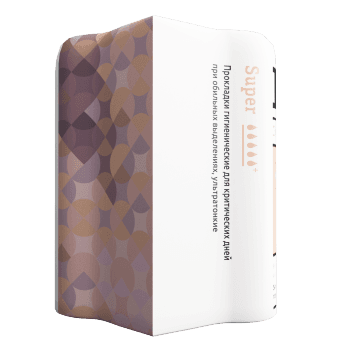 Super
Прокладки гигиенические для критических дней
при обильных выделениях, ультратонкие